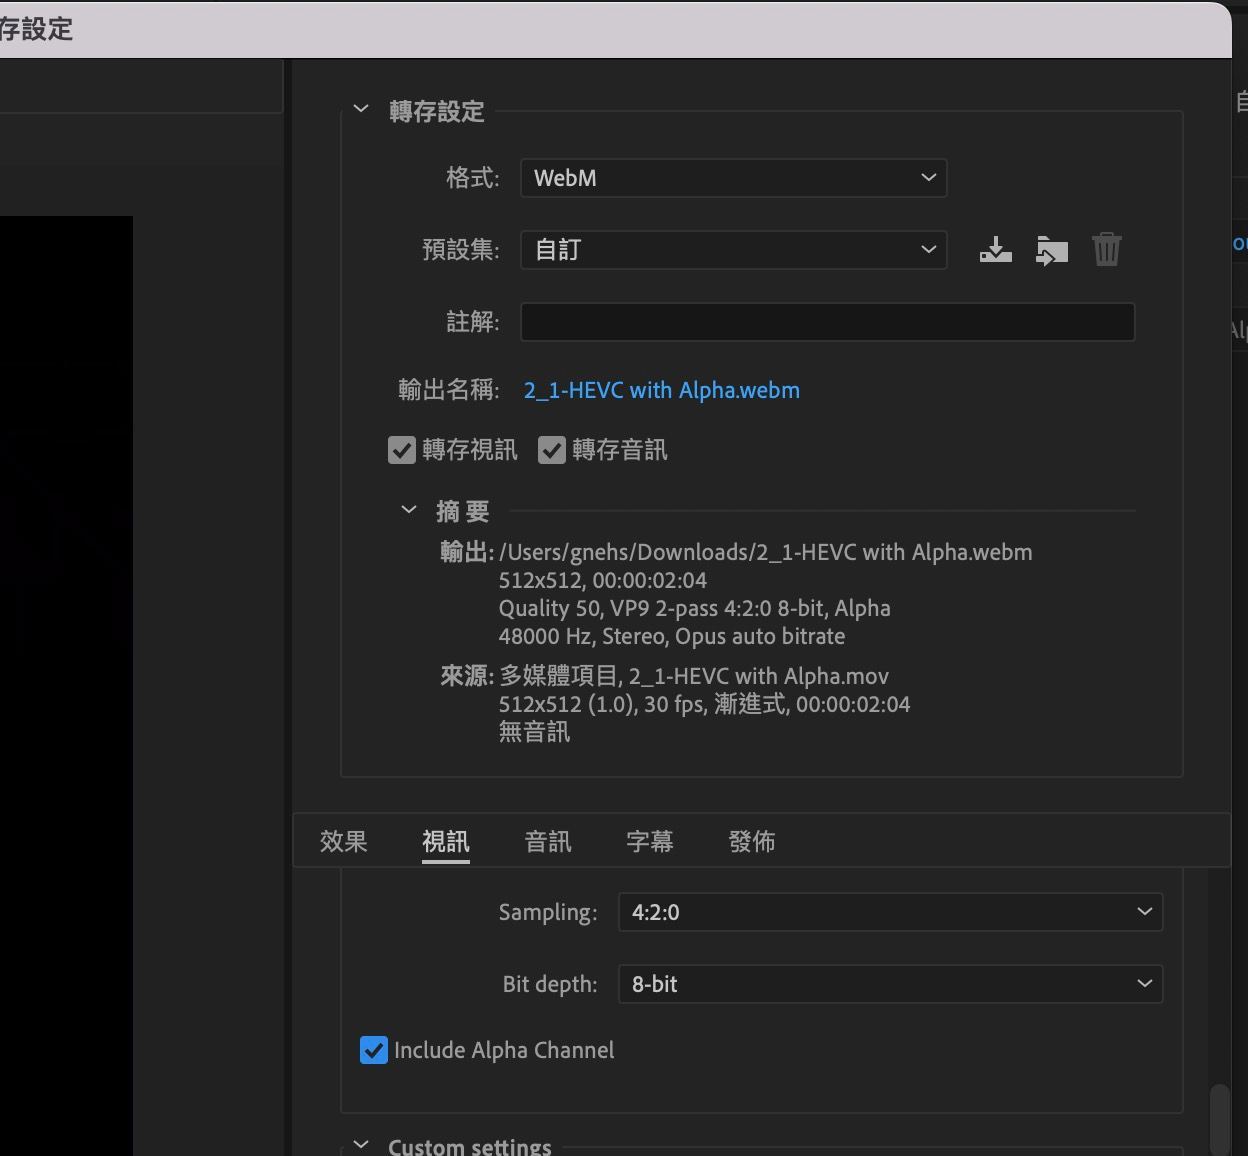 存設定
轉存設定
格式: WebM
預設集: 自訂
註解:
輸出名稱: 2_1-HEVC with Alpha.webm
轉存視訊 轉存音訊
摘 要
輸出: /Users/gnehs/Downloads/2_1-HEVC with Alpha.webm
512x512, 00:00:02:04
Quality 50, VP9 2-pass 4:2:0 8-bit, Alpha
48000 Hz, Stereo, Opus auto bitrate
來源: 多媒體項目, 2_1-HEVC with Alpha.mov
512x512 (1.0), 30 fps, 漸進式, 00:00:02:04
無音訊
效果 視訊 音訊 字幕 發佈
Sampling: 4:2:0
Bit depth: 8-bit
Include Alpha Channel
Custom settings